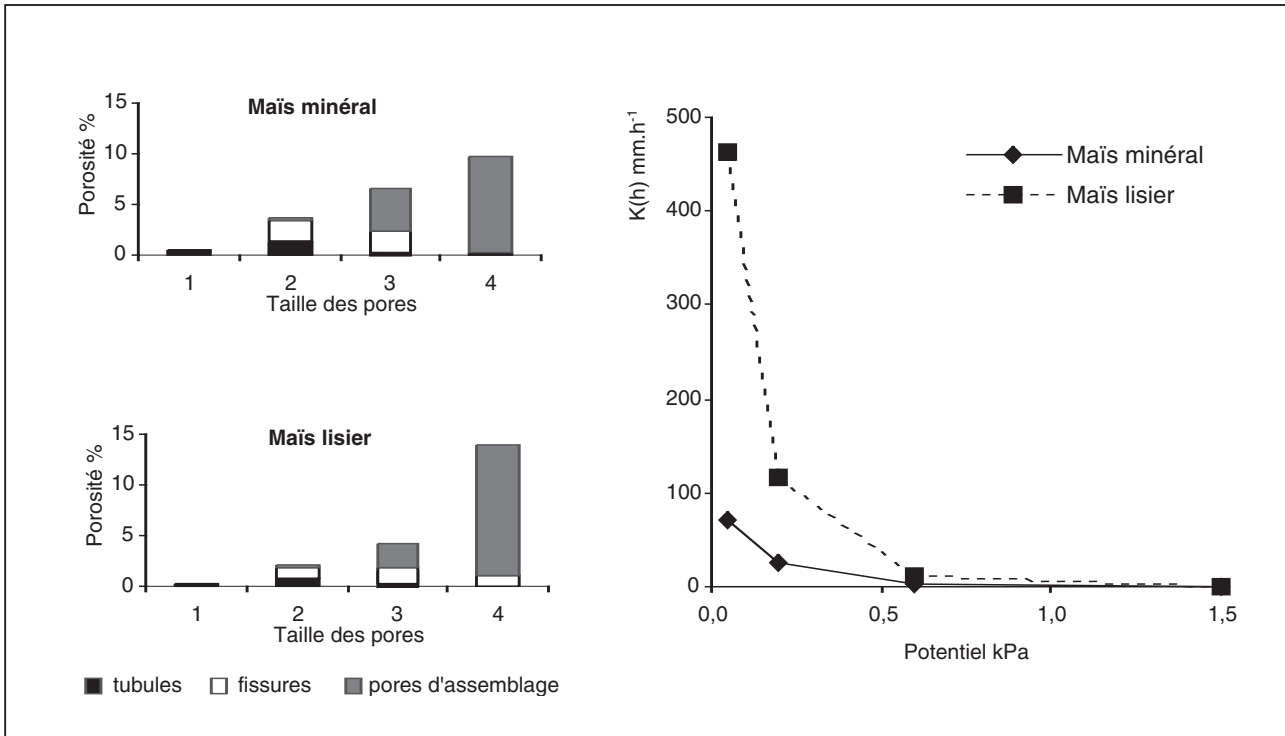 Maïs minéral
Porosité %
15
10
5
0
1 2 3 4
Taille des pores
Maïs lisier
Porosité %
15
10
5
0
1 2 3 4
Taille des pores
tubules fissures pores d'assemblage
K(h) mm.h-1
500
400
300
200
100
0
0,0 0,5 1,0 1,5
Potentiel kPa
Maïs minéral
Maïs lisier